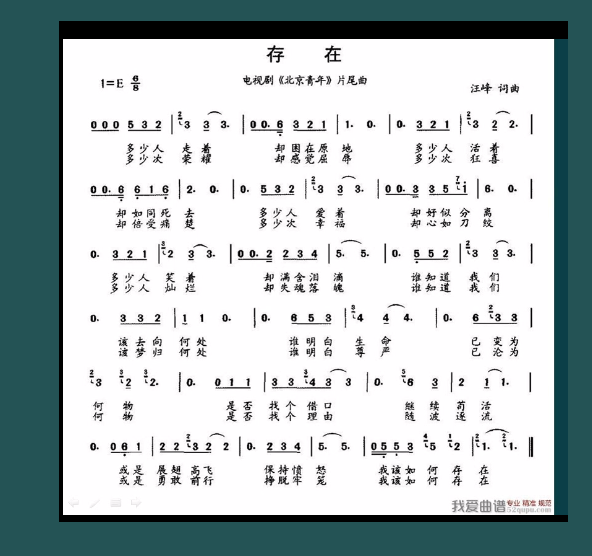 存 在
1=E 6/8 电视剧《北京青年》片尾曲 汪峰 词曲
0 0 0 5 3 2 | 3 3 3. | 0 0. 6 3 2 1 | 1. 0. | 0. 3 2 1 | 3 2 2.
多少人 走着 却困在原 地 多少人 活着
多少次 荣耀 却感觉屈 辱 多少次 狂喜
0 0. 6 6 1 6 | 2. 0. | 0. 5 3 2 | 3 3 3. | 0 0. 3 3 5 1 | 6. 0.
却如同死 去 多少人 爱着 却好似分 离
却倍受痛 楚 多少次 幸福 却心如刀 绞
0. 3 2 1 | 3 2 2. | 0 0. 2 2 3 4 | 5. 5. | 0. 5 3 2 | 3 3 3.
多少人 笑着 却满含泪 滴 谁知道 我们
多少人 灿烂 却失魂落 魄 谁知道 我们
0. 3 3 2 | 1 1 0. | 0. 6 5 3 | 4 4 4. | 0. 3 0 3
该去向 何处 谁明白 生命 已变为
该梦归 何处 谁明白 尊严 已沦为
3. 2. | 0. 0 1 1 | 3 3 4 3 3 | 0. 6 3 | 2 1 1.
何物 是否 找个 借口 继续 苟活
何物 是否 找个 理由 随波 逐流
0. 0 6 1 | 2 2 3 2 2 | 0. 2 3 4 | 5. 5. | 0 5 5 3 5 1 | 1. 1. ‖
或是 展翅 高飞 保持愤 怒 我该如何 存在
或是 勇敢 前行 挣脱牢 笼 我该如何 存在
我爱曲谱 专业 精准 规范
52qupu.com